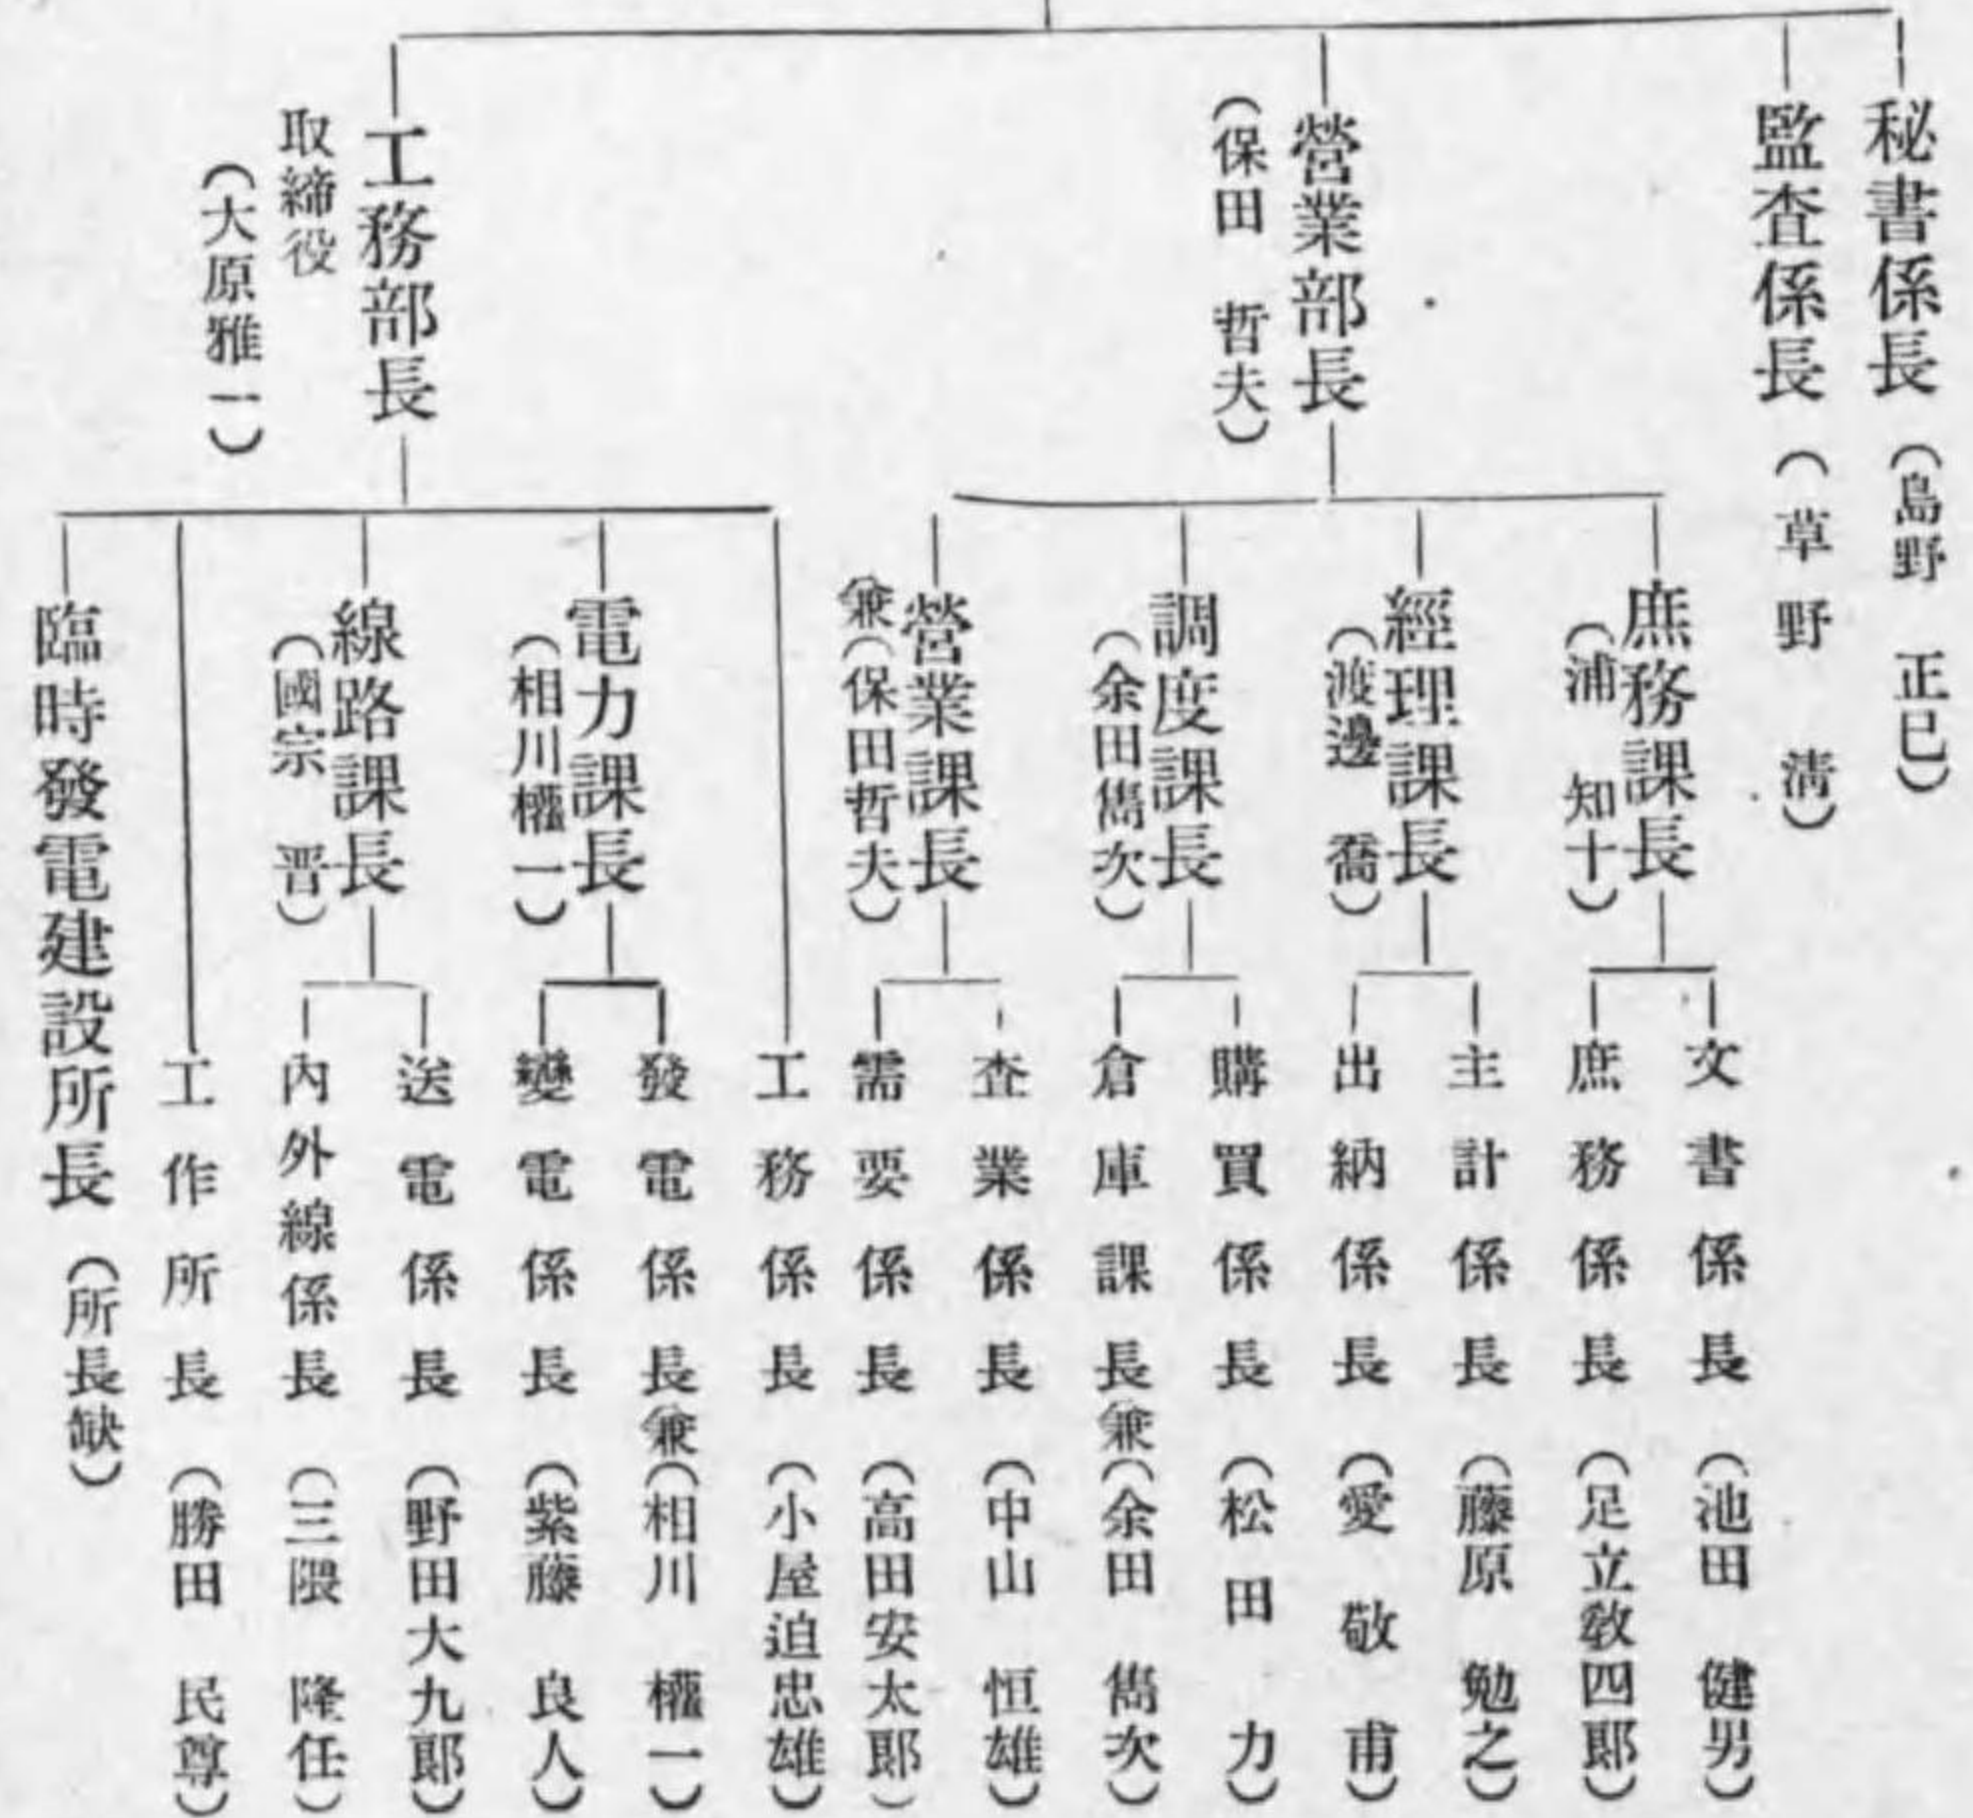 秘書係長（島野　正巳）
監査係長（草野　淸）
營業部長
（保田　哲夫）
庶務課長
（浦　知十）
文書係長（池田　健男）
庶務係長（足立敎四郞）
經理課長
（渡邊　喬）
主計係長（藤原　勉之）
出納係長（愛　敬　甫）
調度課長
（余田雋次）
購買係長（松田　力）
倉庫課長兼（余田　雋次）
營業課長
兼（保田哲夫）
査業係長（中山　恒雄）
需要係長（高田安太郞）
工務部長
取締役
（大原雅一）
工務係長（小屋迫忠雄）
電力課長
（相川權一）
發電係長兼（相川　權一）
變電係長（紫藤　良人）
線路課長
（國宗　晋）
送電係長（野田大九郞）
內外線係長（三隈　隆任）
工作所長（勝田　民尊）
臨時發電建設所長（所長缺）